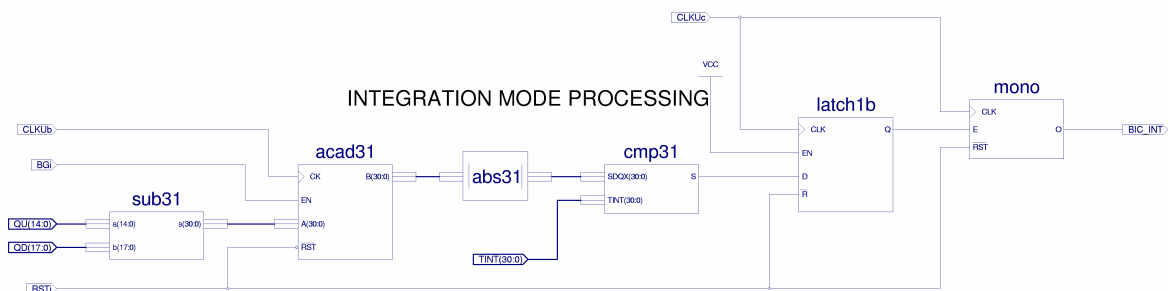 CLKUc
VCC
INTEGRATION MODE PROCESSING
mono
latch1b
CLK
CLKUb
CLK
Q
E
O
BIC_INT
acad31
cmp31
RST
BGi
EN
CK
B(30:0)
abs31
SDQX(30:0)
S
D
sub31
EN
TINT(30:0)
R
QU(14:0)
a(14:0)
s(30:0)
A(30:0)
QD(17:0)
b(17:0)
RST
TINT(30:0)
RSTi